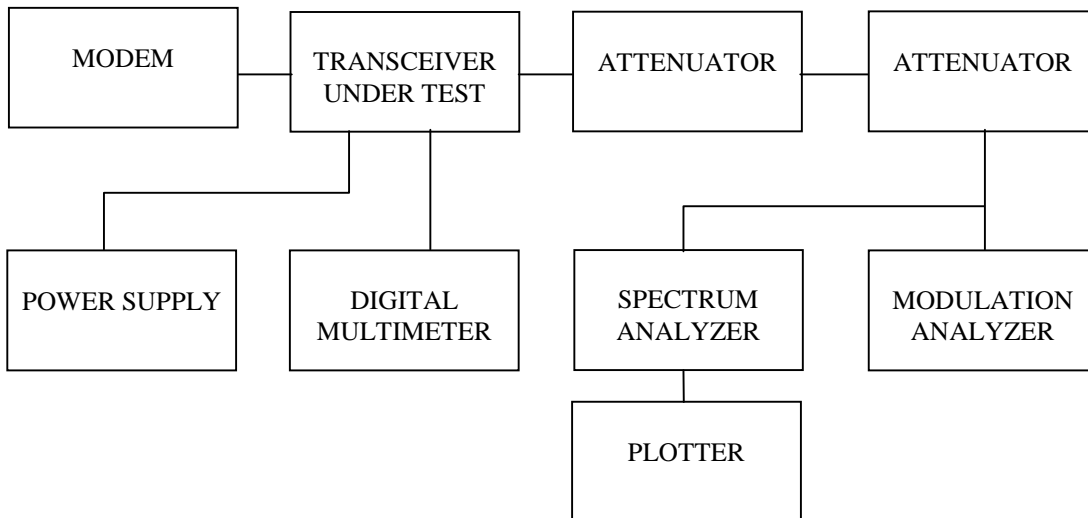 MODEM
TRANSCEIVER
UNDER TEST
ATTENUATOR
ATTENUATOR
POWER SUPPLY
DIGITAL
MULTIMETER
SPECTRUM
ANALYZER
MODULATION
ANALYZER
PLOTTER